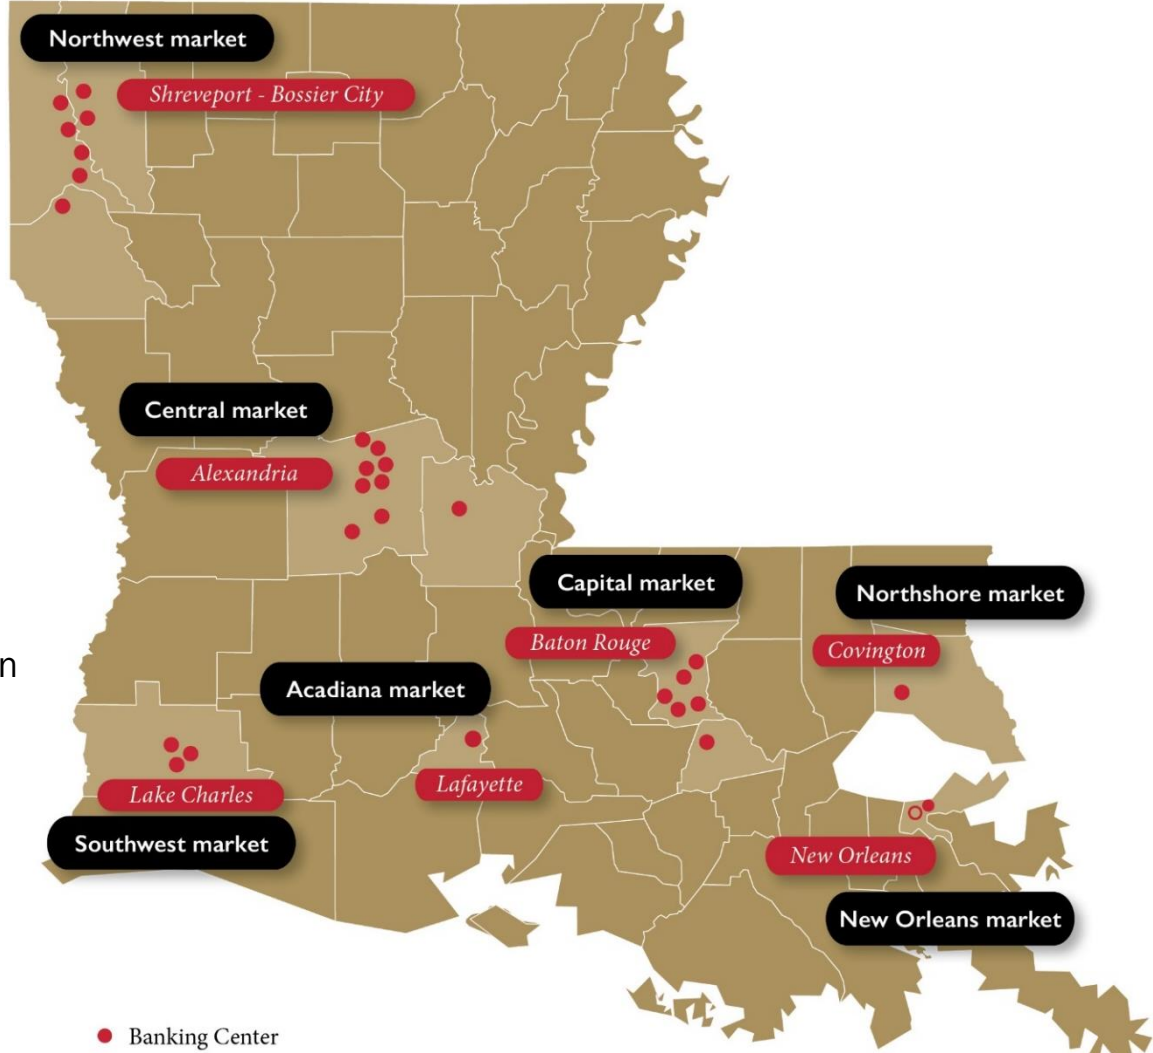 Northwest market
Shreveport - Bossier City
Central market
Alexandria
Capital market
Northshore market
Baton Rouge
Covington
n
Acadiana market
Lake Charles
Lafayette
Southwest market
New Orleans
New Orleans market
Banking Center